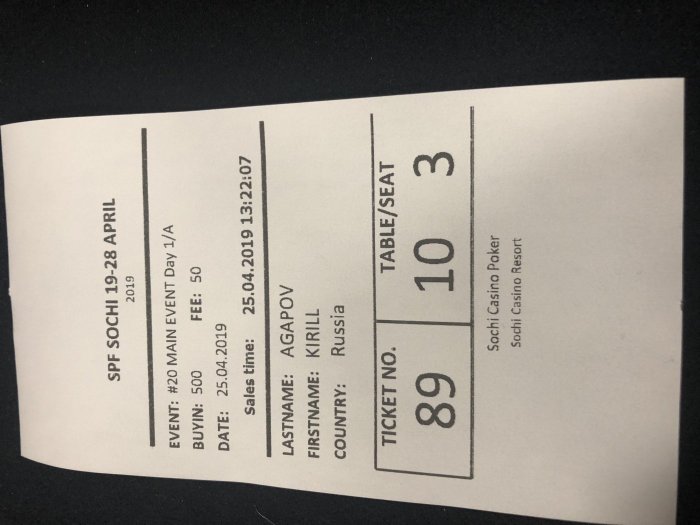 SPF SOCHI 19-28 APRIL
2019
EVENT: #20 MAIN EVENT Day 1/A
BUYIN: 500 FEE: 50
DATE: 25.04.2019
Sales time: 25.04.2019 13:22:07
LASTNAME: AGAPOV
FIRSTNAME: KIRILL
COUNTRY: Russia
TICKET NO. TABLE/SEAT
89 10 3
Sochi Casino Poker
Sochi Casino Resort